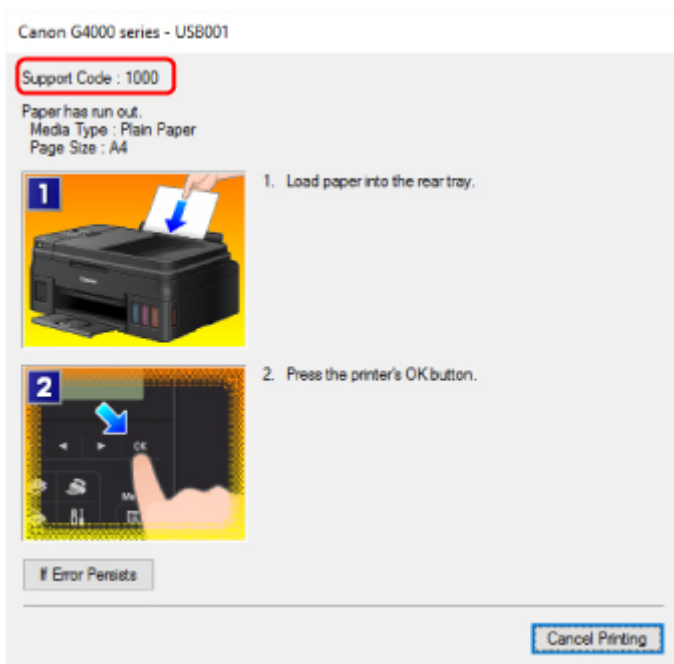 Canon G4000 series - USB001
Support Code : 1000
Paper has run out.
Media Type : Plain Paper
Page Size : A4
1
1. Load paper into the rear tray.
Canon
2
2. Press the printer's OK button.
OK
If Error Persists
Cancel Printing